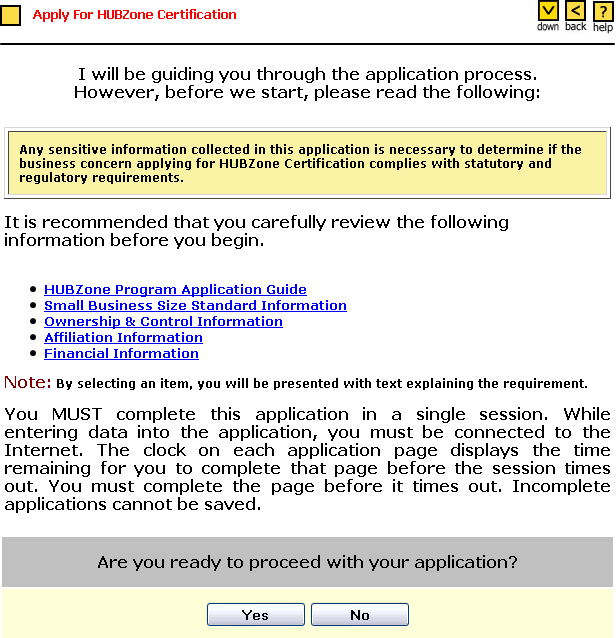 Apply For HUBZone Certification
down back help
I will be guiding you through the application process.
However, before we start, please read the following:
Any sensitive information collected in this application is necessary to determine if the
business concern applying for HUBZone Certification complies with statutory and
regulatory requirements.
It is recommended that you carefully review the following
information before you begin.
HUBZone Program Application Guide
Small Business Size Standard Information
Ownership & Control Information
Affiliation Information
Financial Information
Note: By selecting an item, you will be presented with text explaining the requirement.
You MUST complete this application in a single session. While
entering data into the application, you must be connected to the
Internet. The clock on each application page displays the time
remaining for you to complete that page before the session times
out. You must complete the page before it times out. Incomplete
applications cannot be saved.
Are you ready to proceed with your application?
Yes No